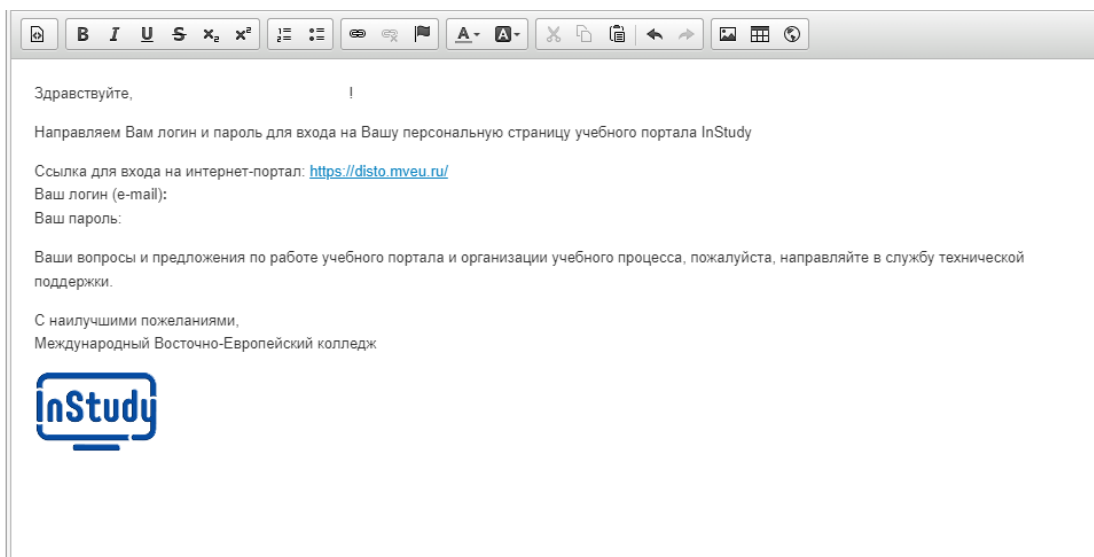 B I U S x₂ x²
A A
Здравствуйте, !
Направляем Вам логин и пароль для входа на Вашу персональную страницу учебного портала InStudy
Ссылка для входа на интернет-портал: https://disto.mveu.ru/
Ваш логин (e-mail):
Ваш пароль:
Ваши вопросы и предложения по работе учебного портала и организации учебного процесса, пожалуйста, направляйте в службу технической
поддержки.
С наилучшими пожеланиями,
Международный Восточно-Европейский колледж
InStudy